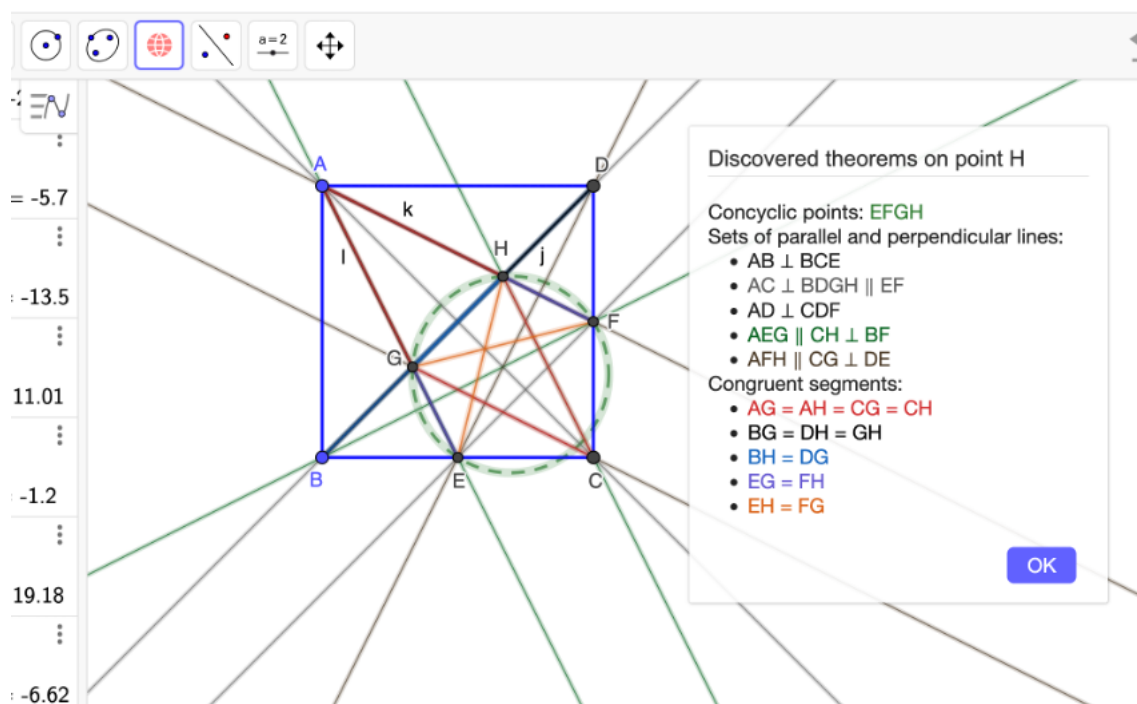 a=2
= -5.7
: -13.5
11.01
= -1.2
19.18
: -6.62
A
D
k
H
l
j
F
G
B
E
C
Discovered theorems on point H
Concyclic points: EFGH
Sets of parallel and perpendicular lines:
• AB ⊥ BCE
• AC ⊥ BDGH ∥ EF
• AD ⊥ CDF
• AEG ∥ CH ⊥ BF
• AFH ∥ CG ⊥ DE
Congruent segments:
• AG = AH = CG = CH
• BG = DH = GH
• BH = DG
• EG = FH
• EH = FG
OK